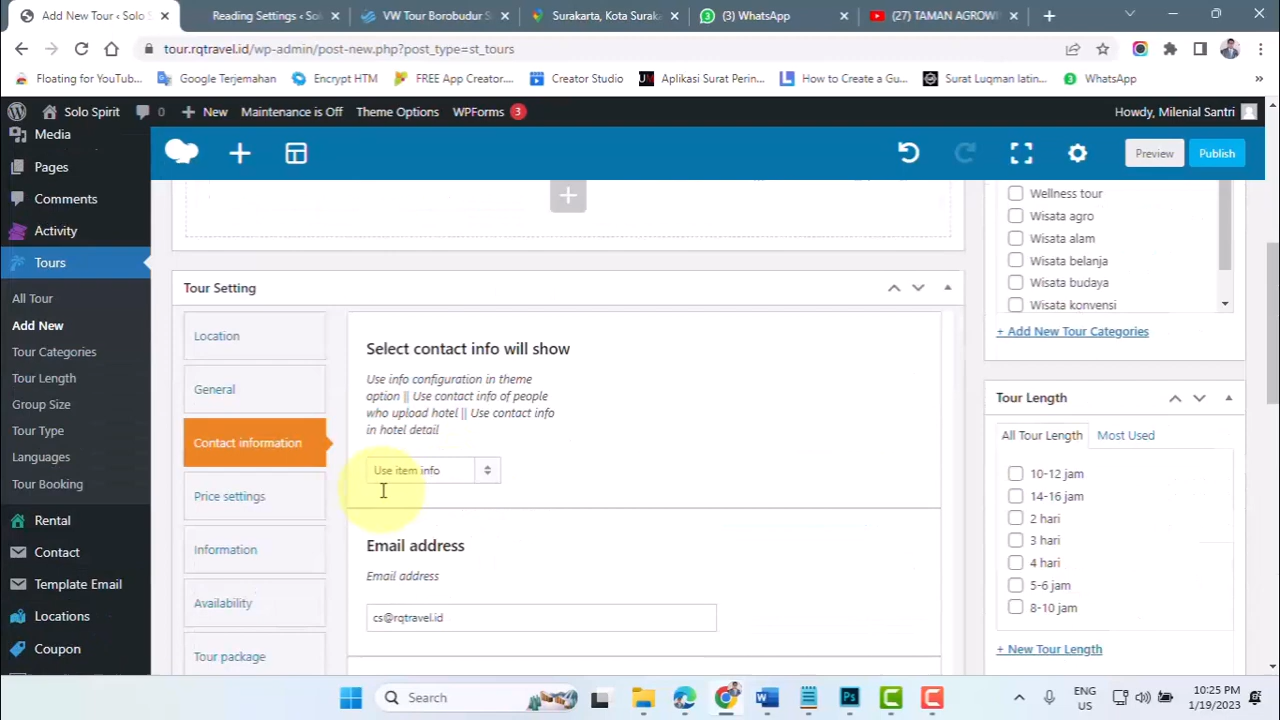 Add New Tour ‹ Solo S
Reading Settings ‹ Sol
VW Tour Borobudur S
Surakarta, Kota Suraka
(3) WhatsApp
(27) TAMAN AGROWI
tour.rqtravel.id/wp-admin/post-new.php?post_type=st_tours
Floating for YouTub...
Google Terjemahan
Encrypt HTM
FREE App Creator....
Creator Studio
Aplikasi Surat Perin...
How to Create a Gu...
Surat Luqman latin...
WhatsApp
»
Solo Spirit
0
New
Maintenance is Off
Theme Options
WPForms 3
Howdy, Milenial Santri
Media
Pages
Comments
Activity
Tours
All Tour
Add New
Tour Categories
Tour Length
Group Size
Tour Type
Languages
Tour Booking
Rental
Contact
Template Email
Locations
Coupon
Preview
Publish
Tour Setting
Location
General
Contact information
Price settings
Information
Availability
Tour package
Select contact info will show
Use info configuration in theme
option || Use contact info of people
who upload hotel || Use contact info
in hotel detail
Use item info
Email address
Email address
cs@rqtravel.id
Wellness tour
Wisata agro
Wisata alam
Wisata belanja
Wisata budaya
Wisata konvensi
+ Add New Tour Categories
Tour Length
All Tour Length
Most Used
10-12 jam
14-16 jam
2 hari
3 hari
4 hari
5-6 jam
8-10 jam
+ New Tour Length
Search
ENG
US
10:25 PM
1/19/2023